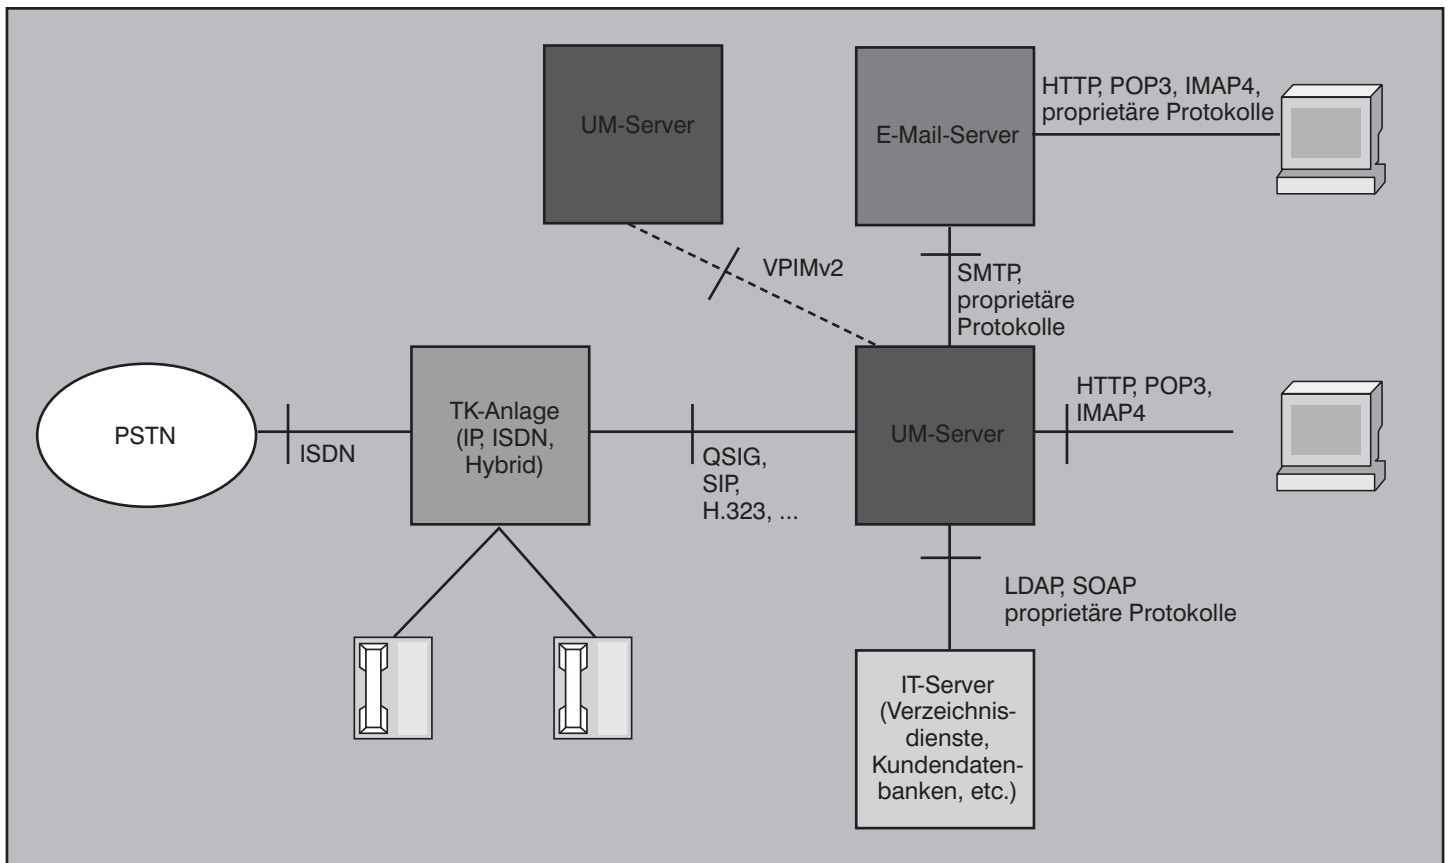 UM-Server
E-Mail-Server
HTTP, POP3, IMAP4,
proprietäre Protokolle
VPIMv2
SMTP,
proprietäre
Protokolle
PSTN
ISDN
TK-Anlage
(IP, ISDN,
Hybrid)
QSIG,
SIP,
H.323, ...
UM-Server
HTTP, POP3,
IMAP4
LDAP, SOAP
proprietäre Protokolle
IT-Server
(Verzeichnis-
dienste,
Kundendaten-
banken, etc.)